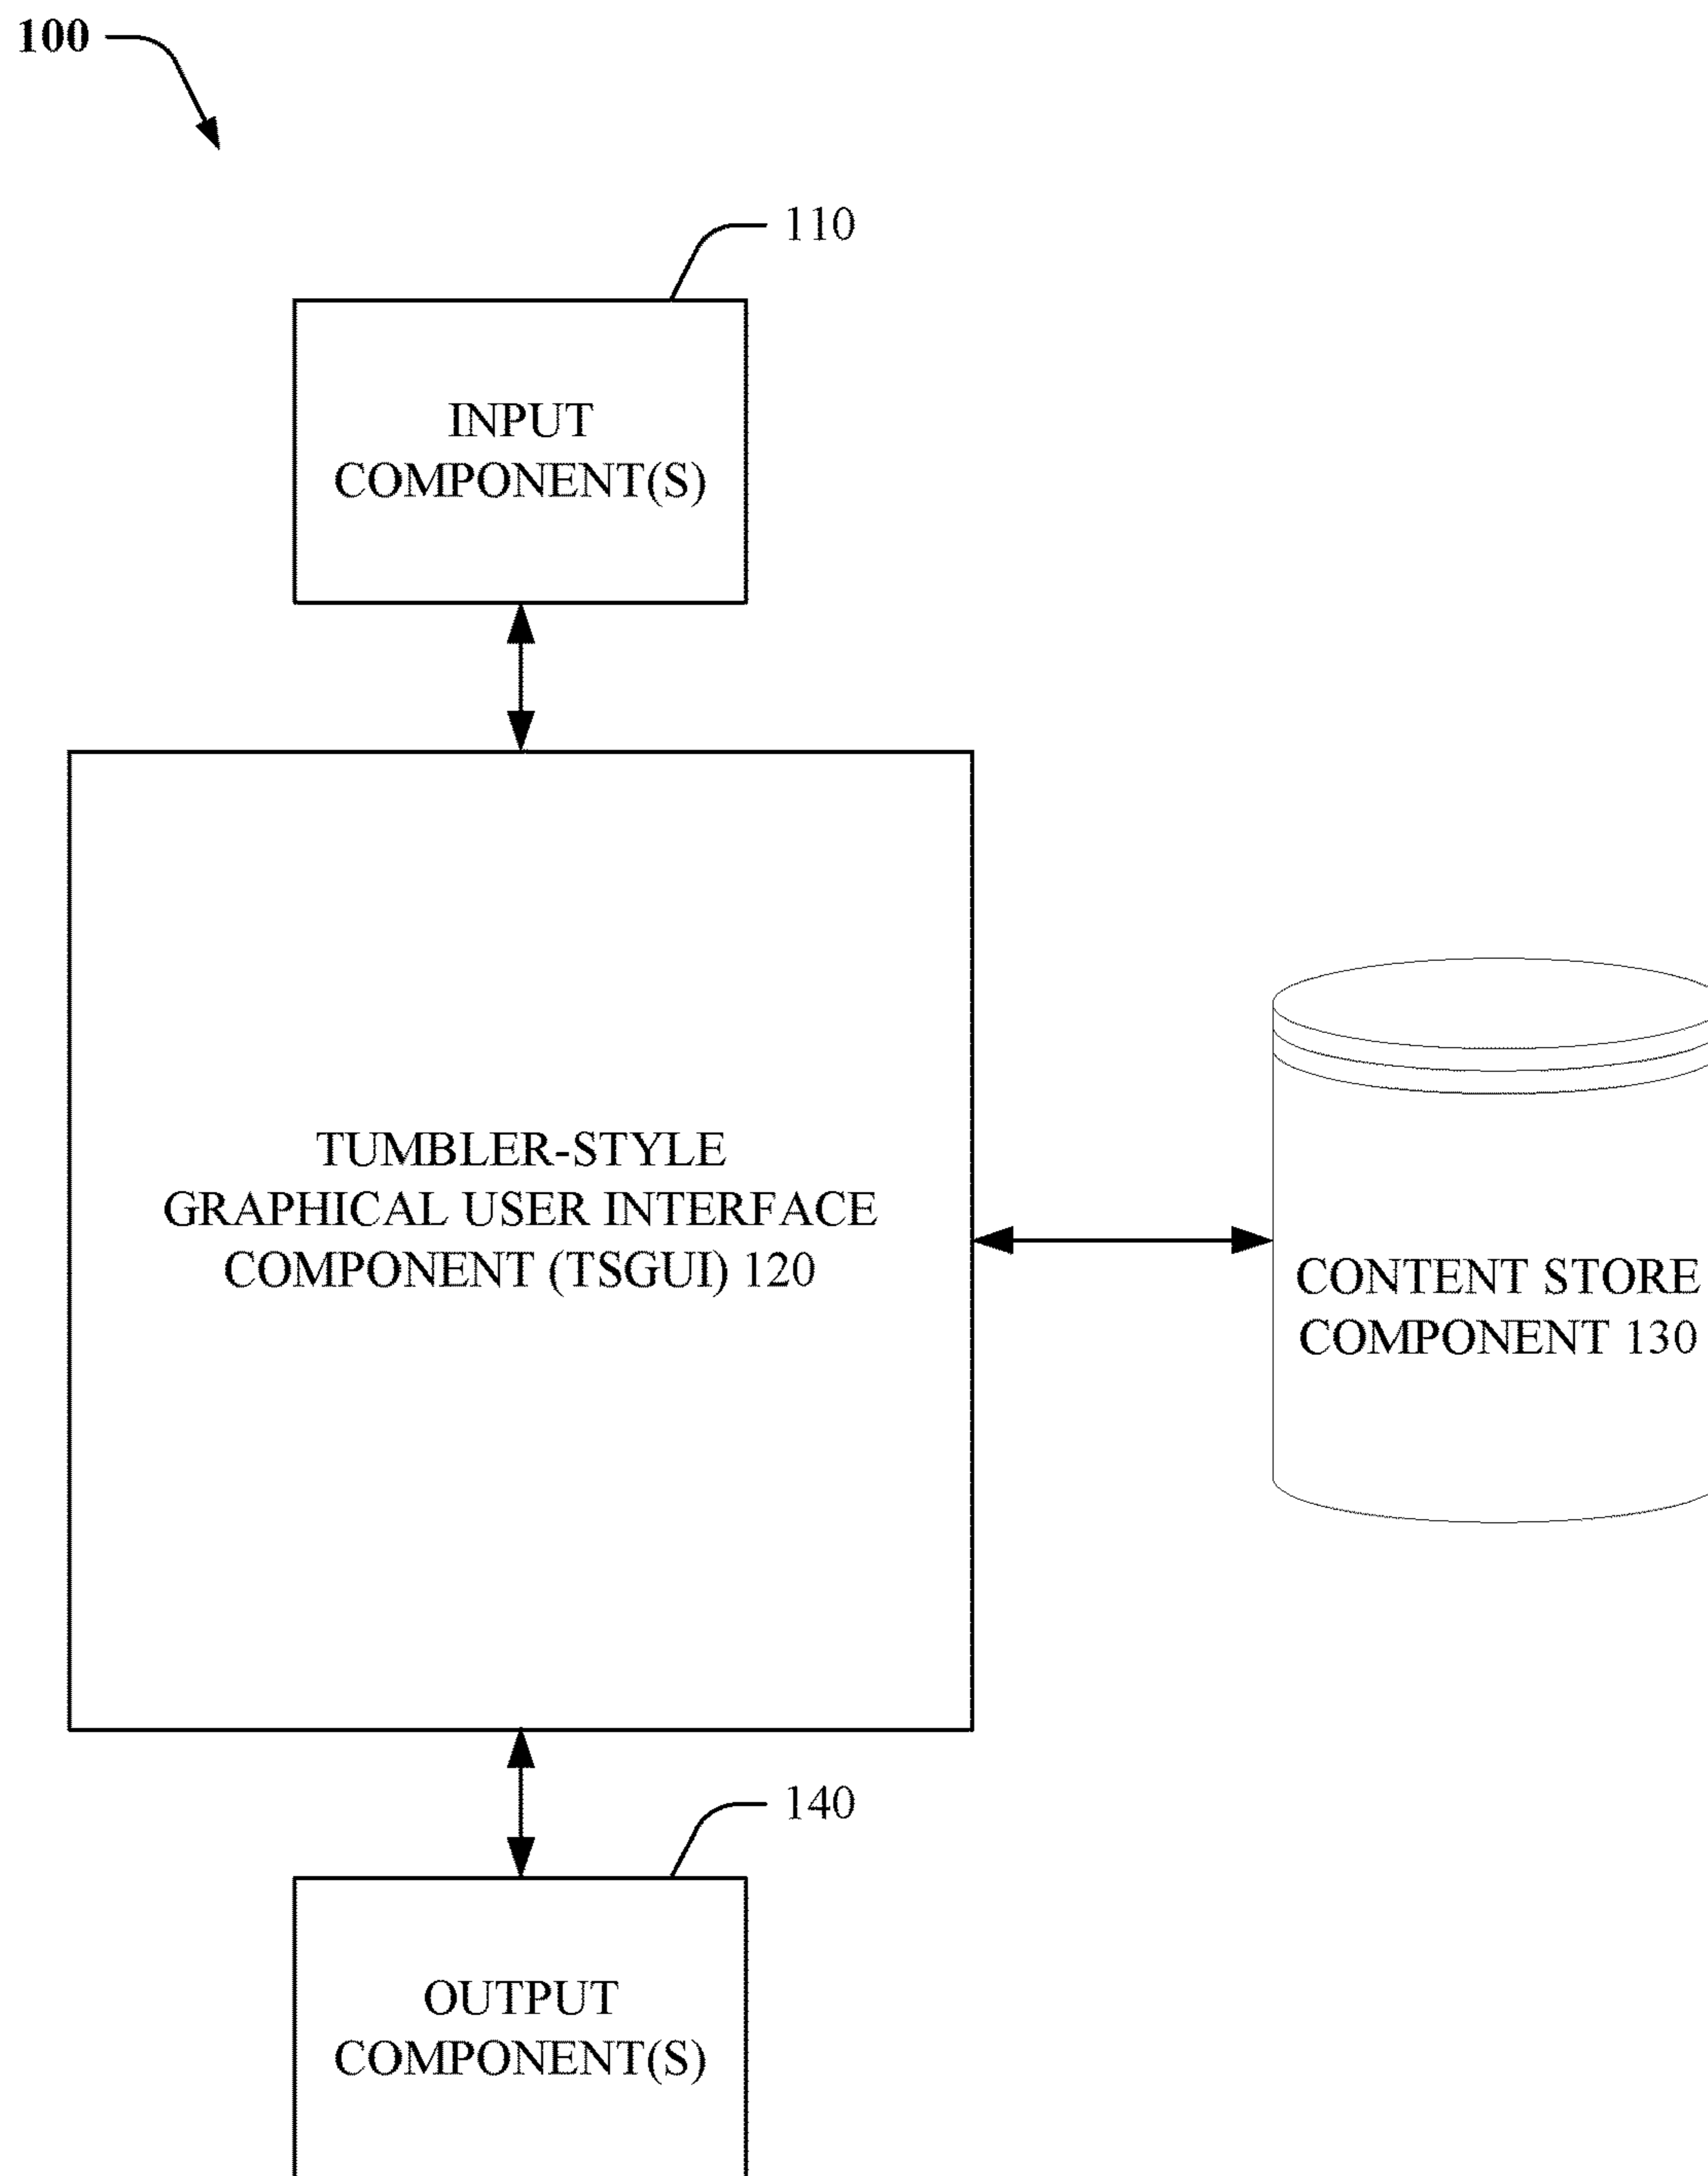 100
110
INPUT
COMPONENT(S)
TUMBLER-STYLE
GRAPHICAL USER INTERFACE
COMPONENT (TSGUI) 120
CONTENT STORE
COMPONENT 130
140
OUTPUT
COMPONENT(S)